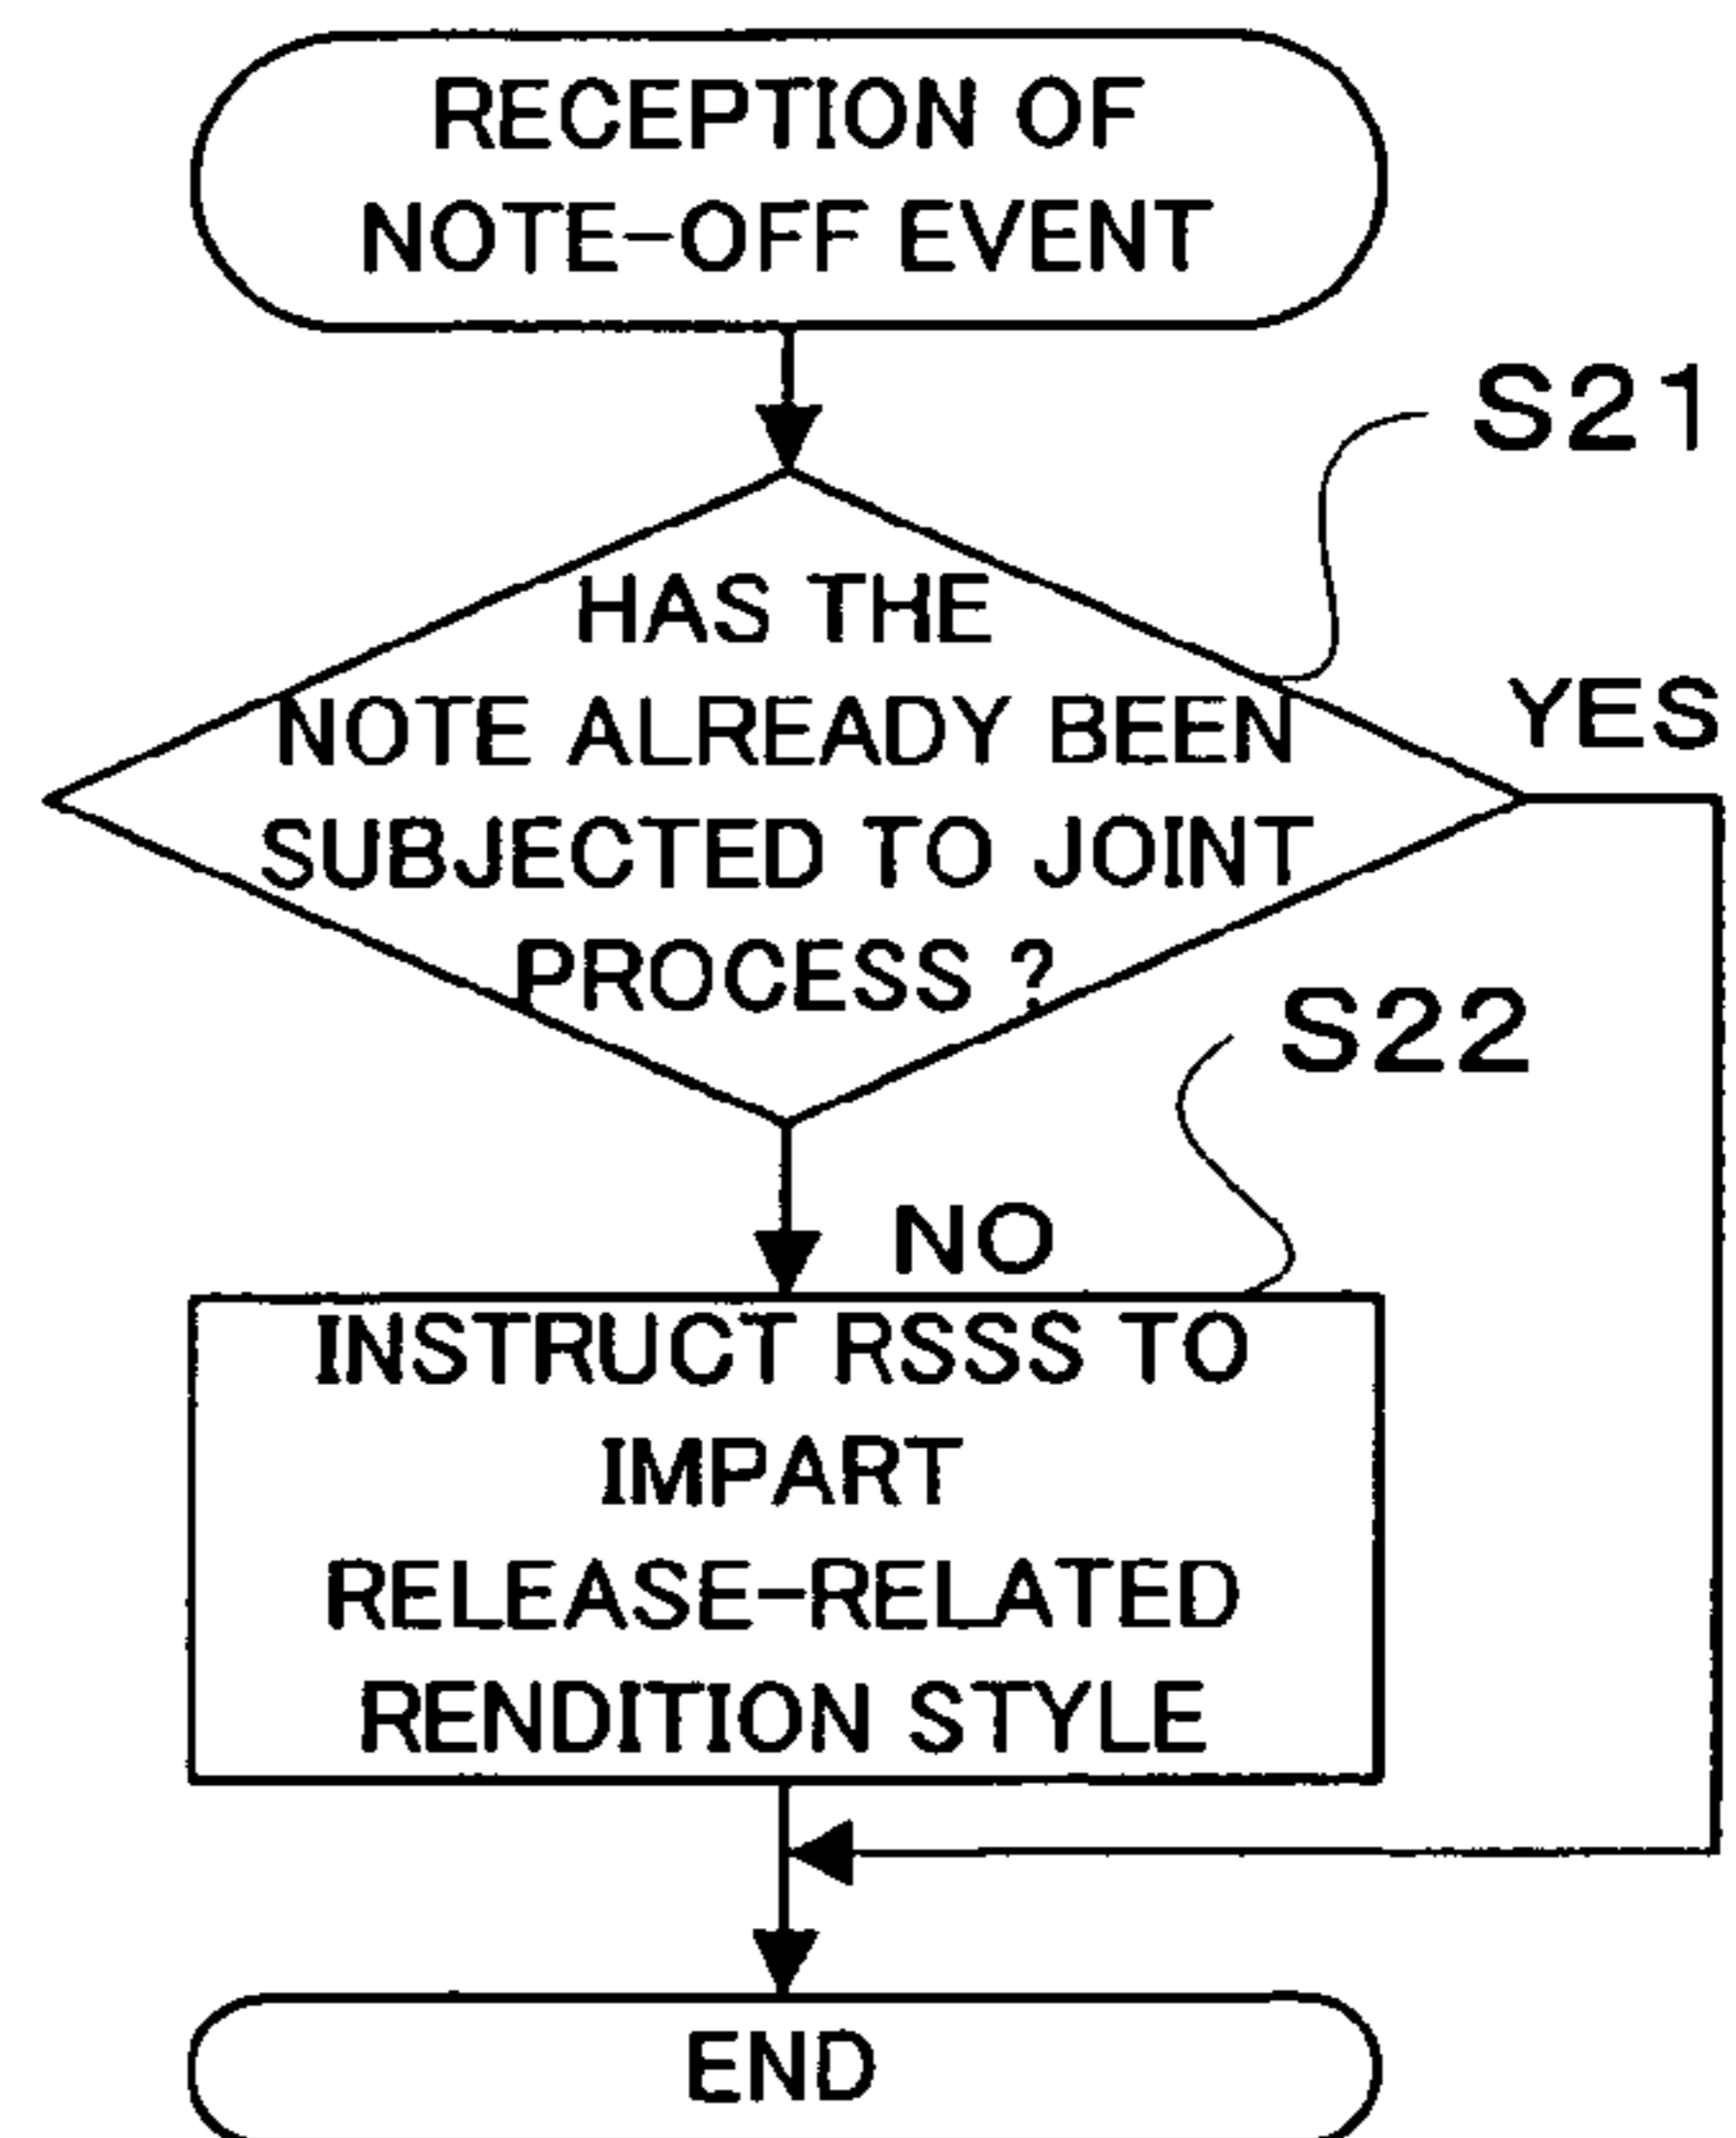 RECEPTION OF
NOTE-OFF EVENT
S21
HAS THE
NOTE ALREADY BEEN
SUBJECTED TO JOINT
PROCESS ?
YES
S22
NO
INSTRUCT RSSS TO
IMPART
RELEASE-RELATED
RENDITION STYLE
END